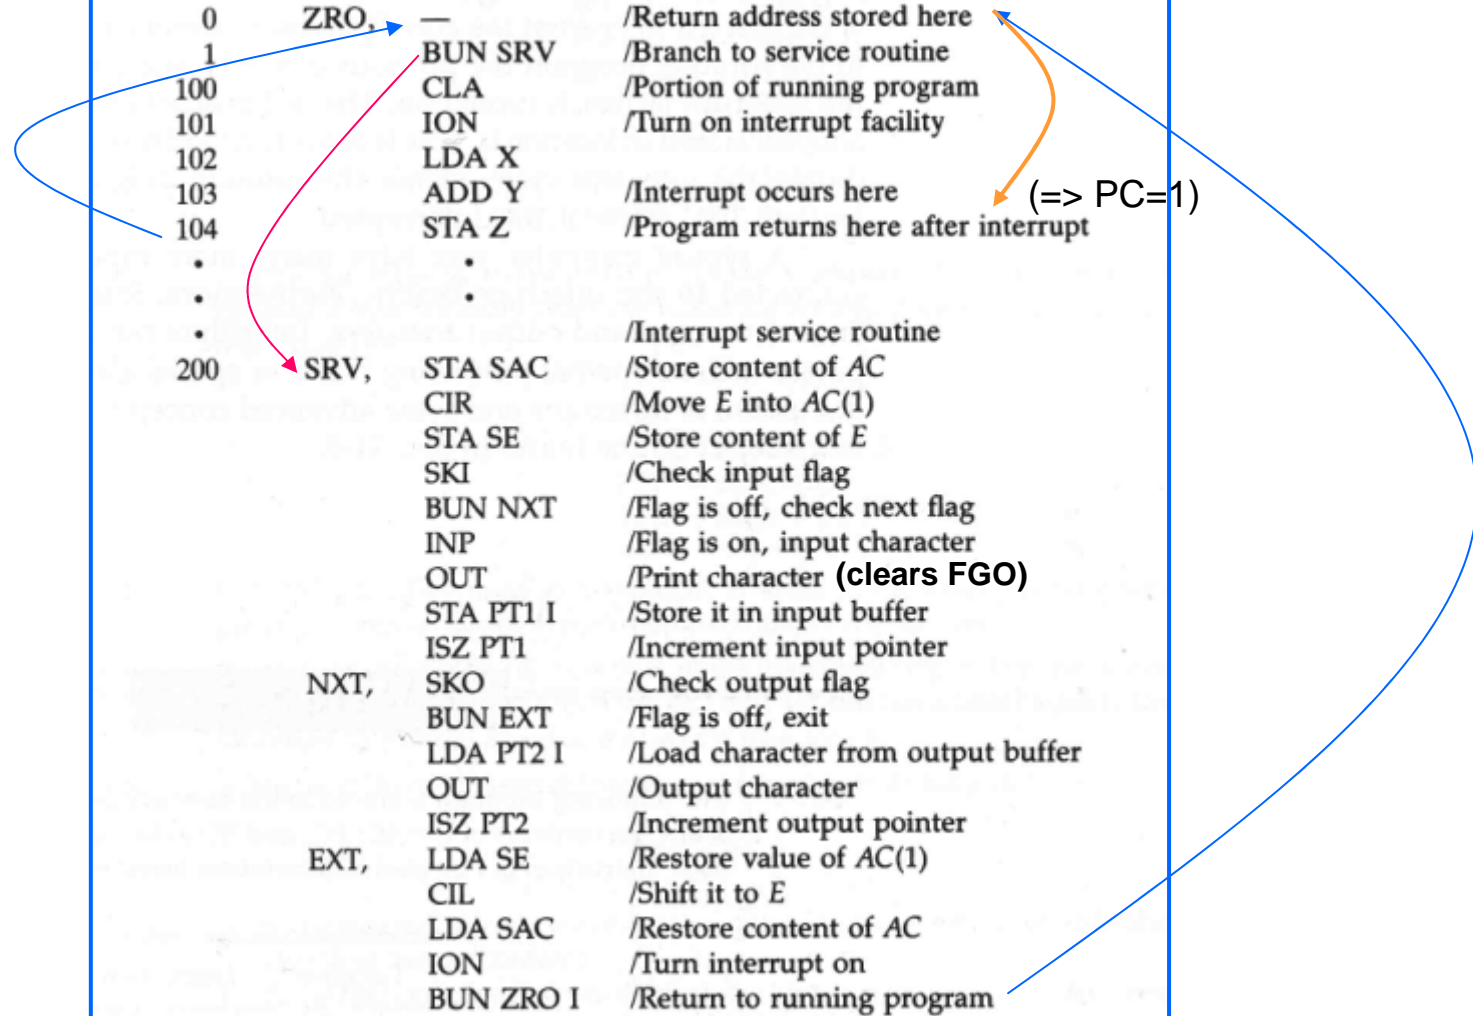 0 ZRO, — /Return address stored here
1 BUN SRV /Branch to service routine
100 CLA /Portion of running program
101 ION /Turn on interrupt facility
102 LDA X
103 ADD Y /Interrupt occurs here (=> PC=1)
104 STA Z /Program returns here after interrupt
• •
• •
• /Interrupt service routine
200 SRV, STA SAC /Store content of AC
CIR /Move E into AC(1)
STA SE /Store content of E
SKI /Check input flag
BUN NXT /Flag is off, check next flag
INP /Flag is on, input character
OUT /Print character (clears FGO)
STA PT1 I /Store it in input buffer
ISZ PT1 /Increment input pointer
NXT, SKO /Check output flag
BUN EXT /Flag is off, exit
LDA PT2 I /Load character from output buffer
OUT /Output character
ISZ PT2 /Increment output pointer
EXT, LDA SE /Restore value of AC(1)
CIL /Shift it to E
LDA SAC /Restore content of AC
ION /Turn interrupt on
BUN ZRO I /Return to running program